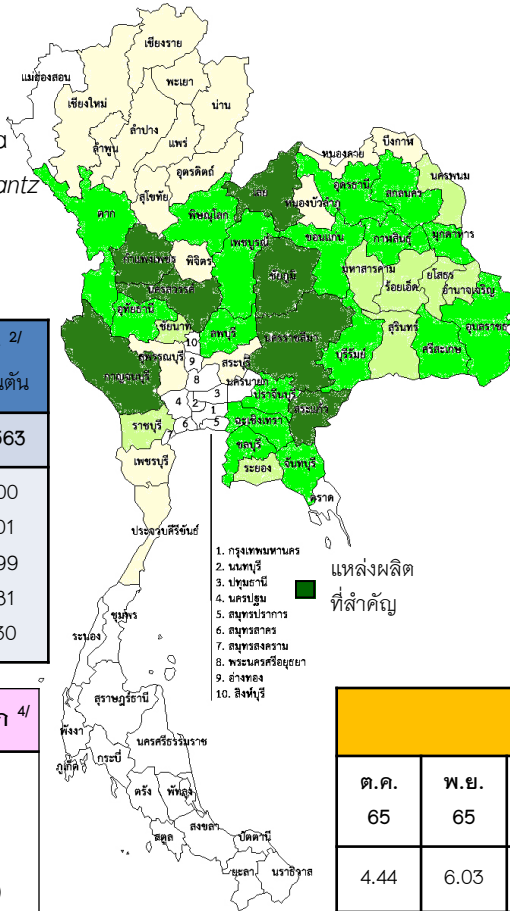 a
antz
2/
นตัน
563
00
01
99
81
30
ก 4/
)
เชียงราย
แม่ฮ่องสอน
พะเยา
เชียงใหม่
น่าน
ลำปาง
แพร่
ลำพูน
อุตรดิตถ์
สุโขทัย
ตาก
พิษณุโลก
เลย
หนองคาย
บึงกาฬ
หนองบัวลำภู
อุดรธานี
สกลนคร
นครพนม
เพชรบูรณ์
ขอนแก่น
กาฬสินธุ์
มุกดาหาร
กำแพงเพชร
พิจิตร
ชัยภูมิ
มหาสารคาม
ร้อยเอ็ด
ยโสธร
อำนาจเจริญ
นครสวรรค์
อุทัยธานี
ชัยนาท
ลพบุรี
นครราชสีมา
บุรีรัมย์
สุรินทร์
ศรีสะเกษ
อุบลราชธ
กาญจนบุรี
สุพรรณบุรี
10
9
สระบุรี
8
นครนายก
ปราจีนบุรี
สระแก้ว
3
4
2
1
5
6
7
ราชบุรี
ฉะเชิงเทรา
ชลบุรี
ระยอง
จันทบุรี
ตราด
เพชรบุรี
ประจวบคีรีขันธ์
ชุมพร
ระนอง
สุราษฎร์ธานี
พังงา
ภูเก็ต
กระบี่
นครศรีธรรมราช
ตรัง
พัทลุง
สตูล
สงขลา
ปัตตานี
ยะลา
นราธิวาส
1. กรุงเทพมหานคร
2. นนทบุรี
3. ปทุมธานี
4. นครปฐม
5. สมุทรปราการ
6. สมุทรสาคร
7. สมุทรสงคราม
8. พระนครศรีอยุธยา
9. อ่างทอง
10. สิงห์บุรี
แหล่งผลิต
ที่สำคัญ
ต.ค. พ.ย.
65 65
4.44 6.03